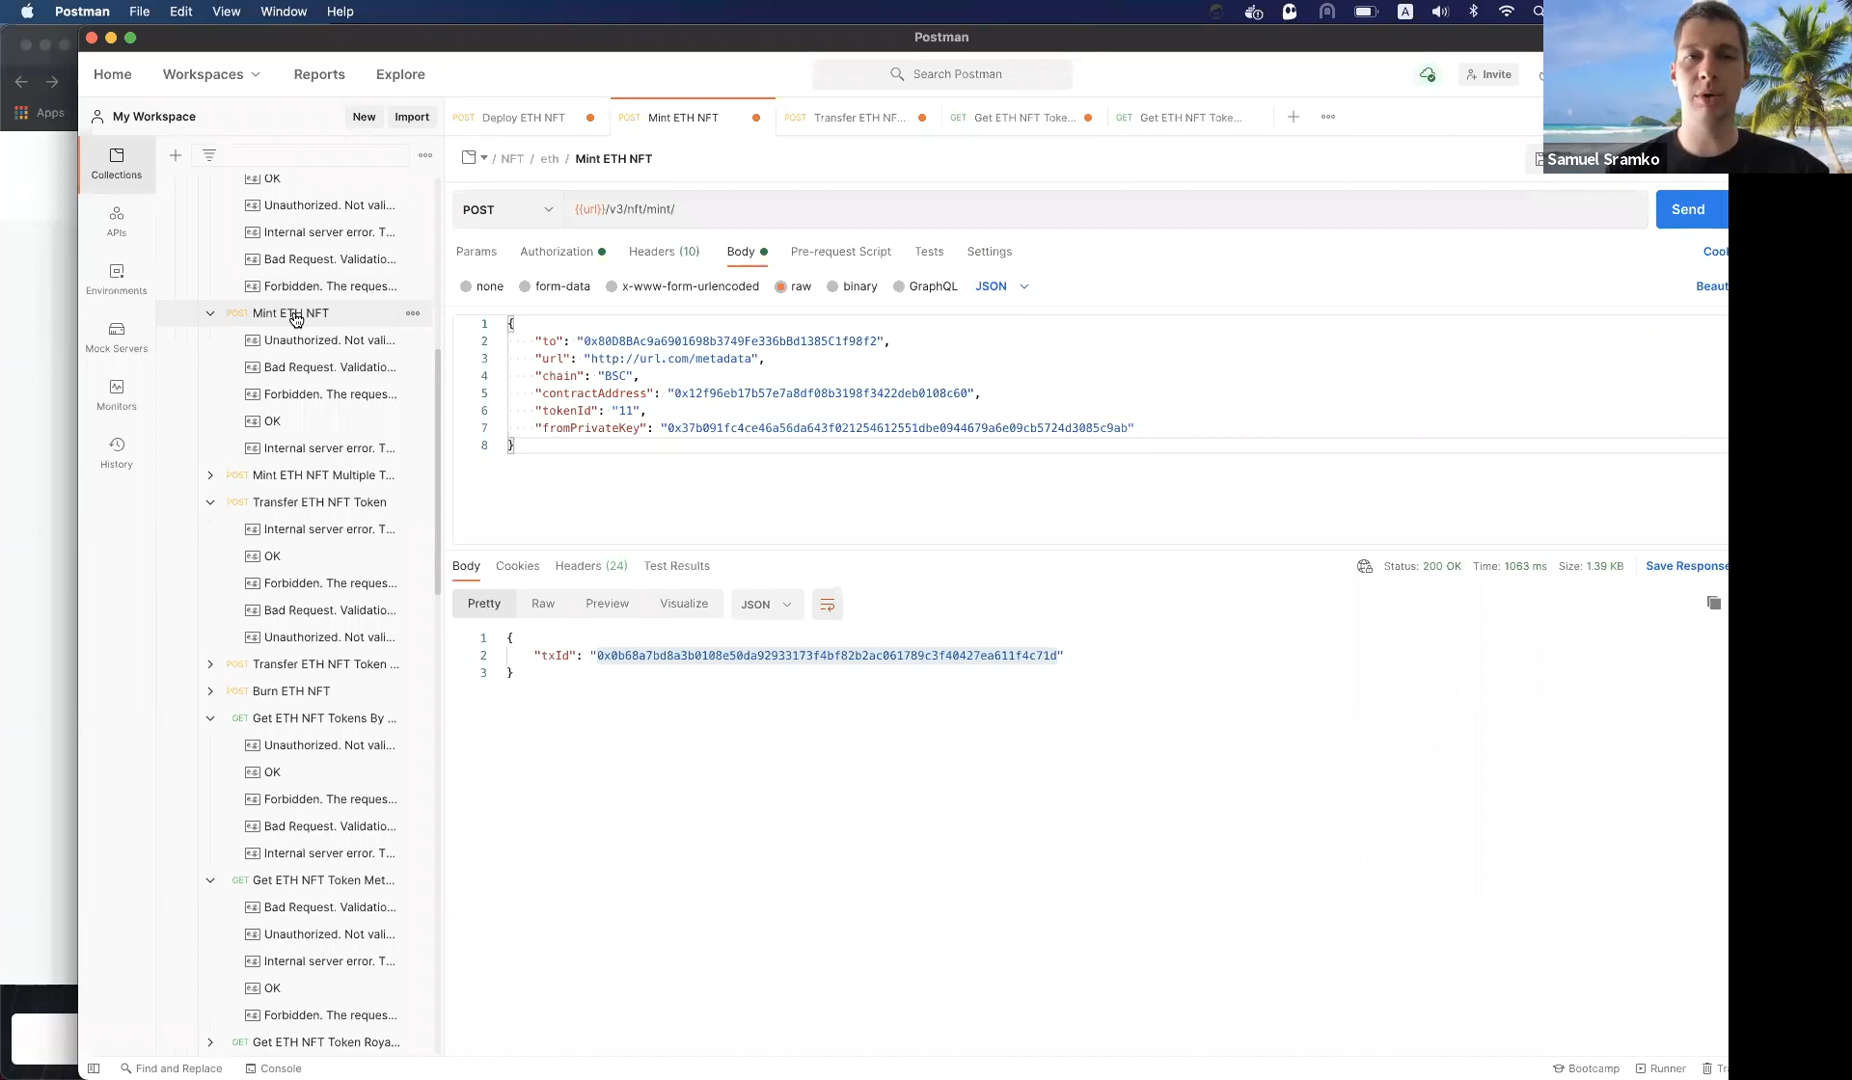 Postman File Edit View Window Help
A
Postman
Home Workspaces Reports Explore
Search Postman
Invite
Apps
My Workspace New Import
POST Deploy ETH NFT
POST Mint ETH NFT
POST Transfer ETH NF...
GET Get ETH NFT Toke...
GET Get ETH NFT Toke...
Samuel Sramko
Collections
APIs
Environments
Mock Servers
Monitors
History
e.g. OK
e.g. Unauthorized. Not vali...
e.g. Internal server error. T...
e.g. Bad Request. Validatio...
e.g. Forbidden. The reques...
POST Mint ETH NFT
e.g. Unauthorized. Not vali...
e.g. Bad Request. Validatio...
e.g. Forbidden. The reques...
e.g. OK
e.g. Internal server error. T...
POST Mint ETH NFT Multiple T...
POST Transfer ETH NFT Token
e.g. Internal server error. T...
e.g. OK
e.g. Forbidden. The reques...
e.g. Bad Request. Validatio...
e.g. Unauthorized. Not vali...
POST Transfer ETH NFT Token ...
POST Burn ETH NFT
GET Get ETH NFT Tokens By ...
e.g. Unauthorized. Not vali...
e.g. OK
e.g. Forbidden. The reques...
e.g. Bad Request. Validatio...
e.g. Internal server error. T...
GET Get ETH NFT Token Met...
e.g. Bad Request. Validatio...
e.g. Unauthorized. Not vali...
e.g. Internal server error. T...
e.g. OK
e.g. Forbidden. The reques...
GET Get ETH NFT Token Roya...
/ NFT / eth / Mint ETH NFT
POST {{url}}/v3/nft/mint/ Send
Params Authorization Headers (10) Body Pre-request Script Tests Settings Cook
none form-data x-www-form-urlencoded raw binary GraphQL JSON Beaut
1 {
2 "to": "0x80D8BAc9a6901698b3749Fe336bBd1385C1f98f2",
3 "url": "http://url.com/metadata",
4 "chain": "BSC",
5 "contractAddress": "0x12f96eb17b57e7a8df08b3198f3422deb0108c60",
6 "tokenId": "11",
7 "fromPrivateKey": "0x37b091fc4ce46a56da643f021254612551dbe0944679a6e09cb5724d3085c9ab"
8 }
Body Cookies Headers (24) Test Results Status: 200 OK Time: 1063 ms Size: 1.39 KB Save Response
Pretty Raw Preview Visualize JSON
1 {
2 "txId": "0x0b68a7bd8a3b0108e50da92933173f4bf82b2ac061789c3f40427ea611f4c71d"
3 }
Find and Replace Console Bootcamp Runner Tr